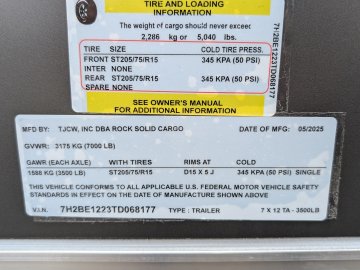 TIRE AND LOADING
INFORMATION
The weight of cargo should never exceed
2,286 kg or 5,040 lbs.
TIRE SIZE COLD TIRE PRESS.
FRONT ST205/75/R15 345 KPA (50 PSI)
INTER NONE
REAR ST205/75/R15 345 KPA (50 PSI)
SPARE NONE
SEE OWNER'S MANUAL
FOR ADDITIONAL INFORMATION
7H2BE1223TD068177
MFD BY: TJCW, INC DBA ROCK SOLID CARGO DATE OF MFG: 05/2025
GVWR: 3175 KG (7000 LB)
GAWR (EACH AXLE) WITH TIRES RIMS AT COLD
1588 KG (3500 LB) ST205/75/R15 D15 X 5 J 345 KPA (50 PSI) SINGLE
THIS VEHICLE CONFORMS TO ALL APPLICABLE U.S. FEDERAL MOTOR VEHICLE SAFETY
STANDARDS IN EFFECT ON THE DATE OF MANUFACTURE SHOWN ABOVE
V.I.N. 7H2BE1223TD068177 TYPE: TRAILER 7 X 12 TA - 3500LB